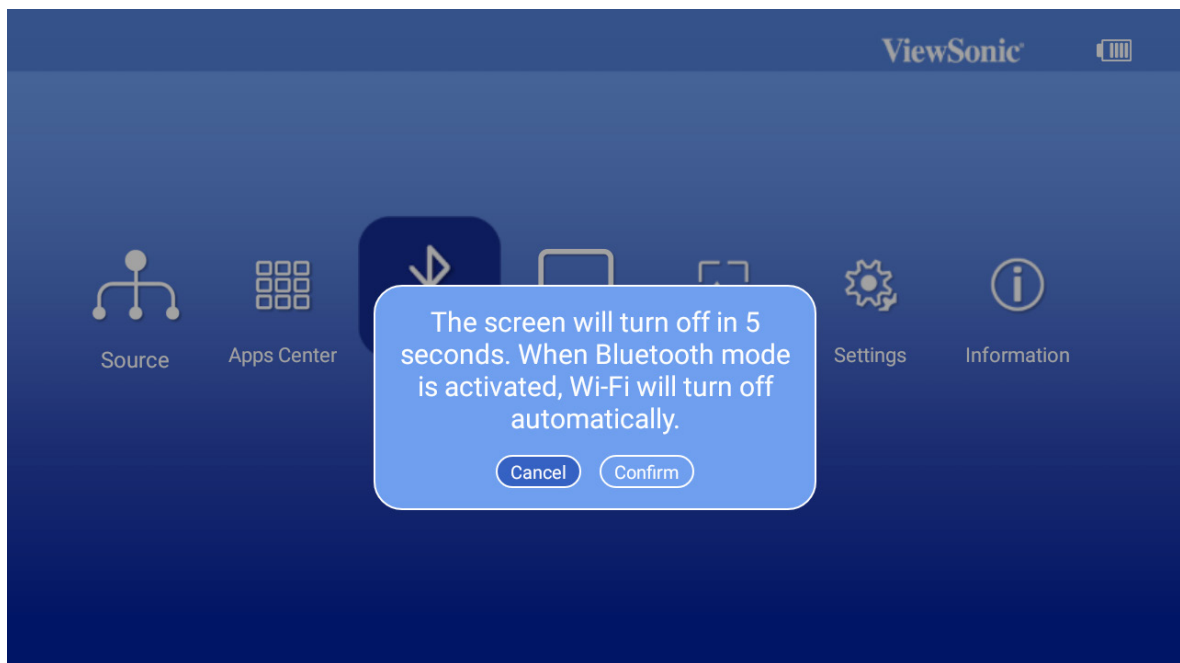 ViewSonic
The screen will turn off in 5
seconds. When Bluetooth mode
is activated, Wi-Fi will turn off
automatically.
Cancel Confirm
Source
Apps Center
Settings
Information